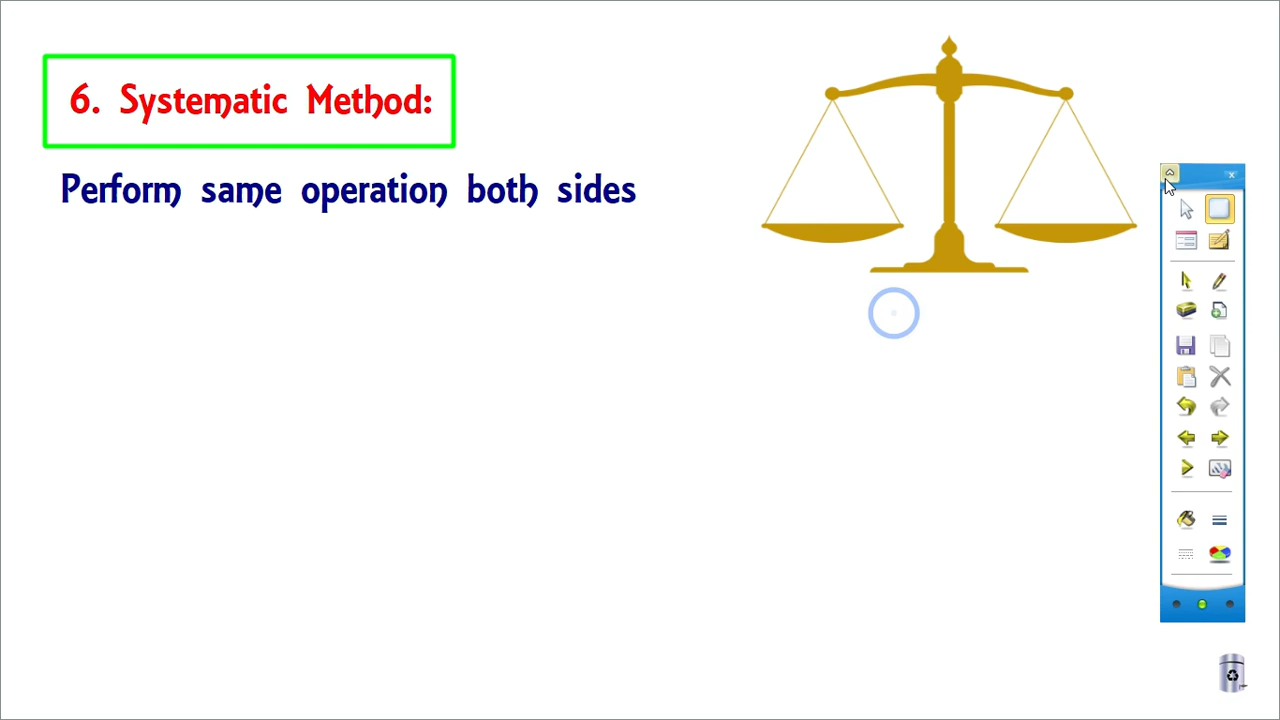 6. Systematic Method:
Perform same operation both sides